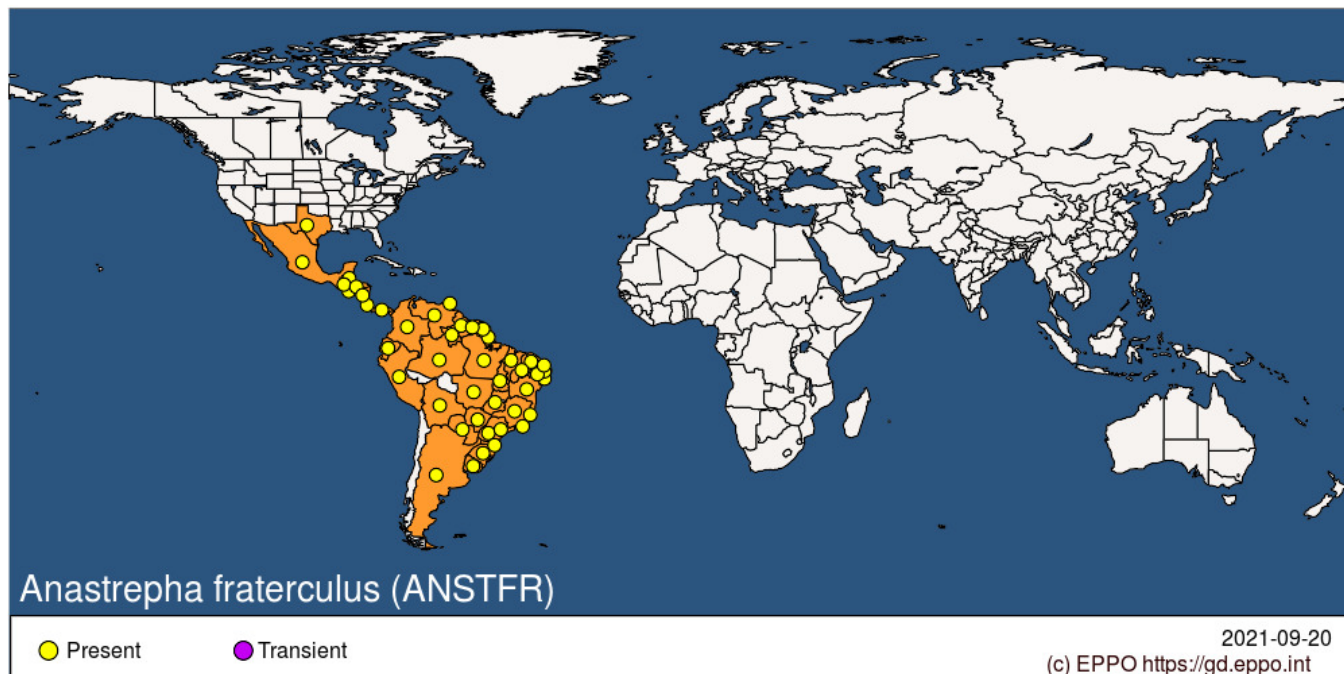 Anastrepha fraterculus (ANSTFR)
Present
Transient
2021-09-20
(c) EPPO https://gd.eppo.int